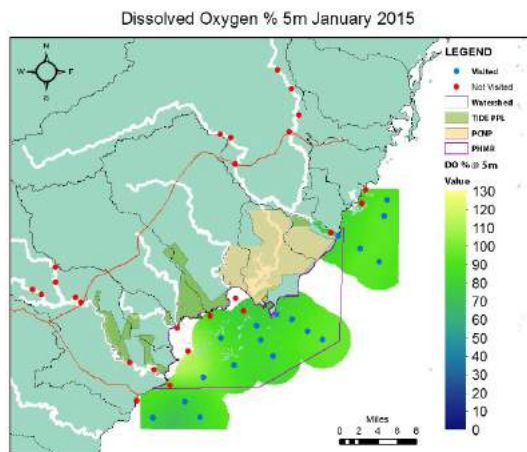 Dissolved Oxygen % 5m January 2015
N
W
E
S
LEGEND
Visited
Not Visited
Watershed
TIDE PPL
PCNP
PHMR
DO % @ 5m
Value
130
120
110
100
90
80
70
60
50
40
30
20
10
0
Miles
0 1 2 4 6 8